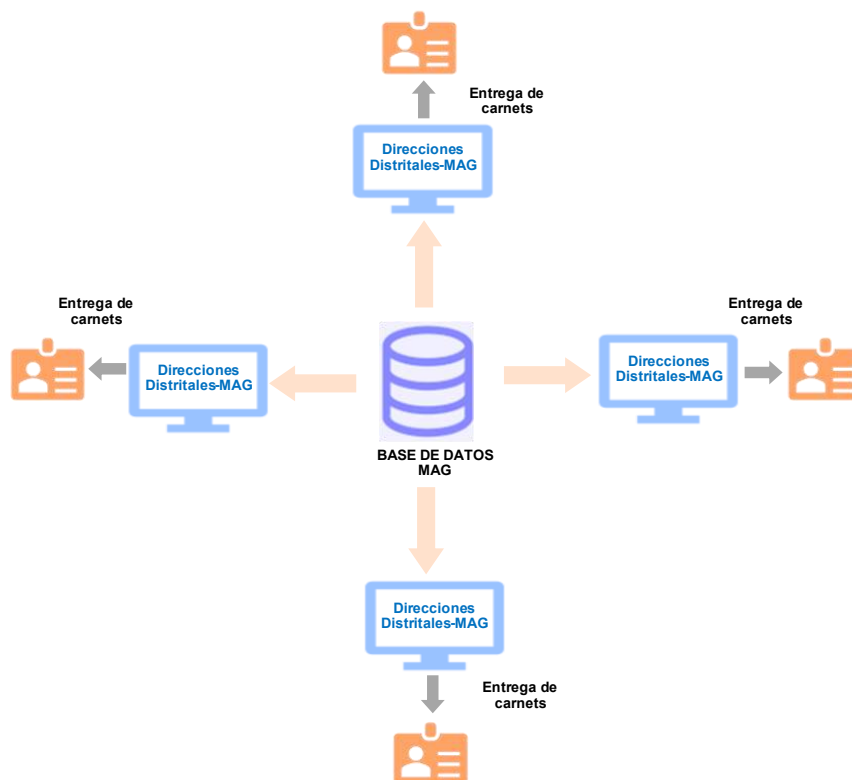 Entrega de
carnets
Direcciones
Distritales-MAG
Entrega de
carnets
Direcciones
Distritales-MAG
Entrega de
carnets
Direcciones
Distritales-MAG
BASE DE DATOS
MAG
Direcciones
Distritales-MAG
Entrega de
carnets